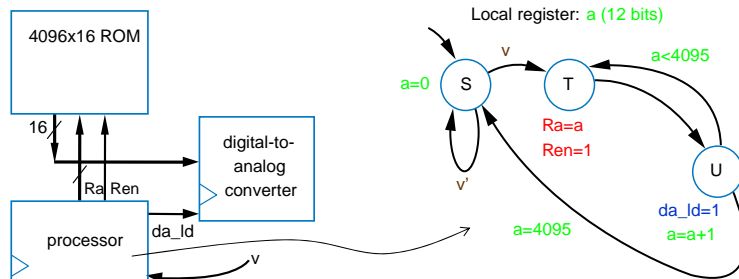 4096x16 ROM
16
Ra Ren
digital-to-
analog
converter
processor
da_ld
v
Local register: a (12 bits)
v
a<4095
a=0
S
T
Ra=a
Ren=1
U
v'
da_ld=1
a=4095
a=a+1